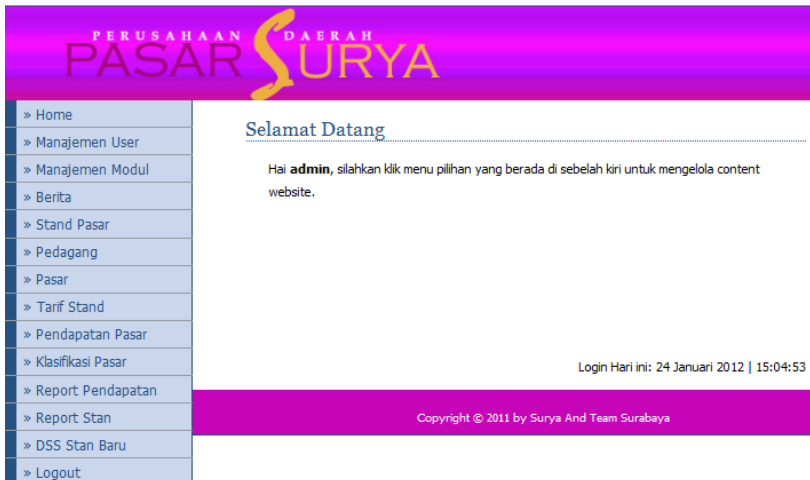 PERUSAHAAN DAERAH
PASAR SURYA
» Home
» Manajemen User
» Manajemen Modul
» Berita
» Stand Pasar
» Pedagang
» Pasar
» Tarif Stand
» Pendapatan Pasar
» Klasifikasi Pasar
» Report Pendapatan
» Report Stan
» DSS Stan Baru
» Logout
Selamat Datang
Hai admin, silahkan klik menu pilihan yang berada di sebelah kiri untuk mengelola content
website.
Login Hari ini: 24 Januari 2012 | 15:04:53
Copyright © 2011 by Surya And Team Surabaya